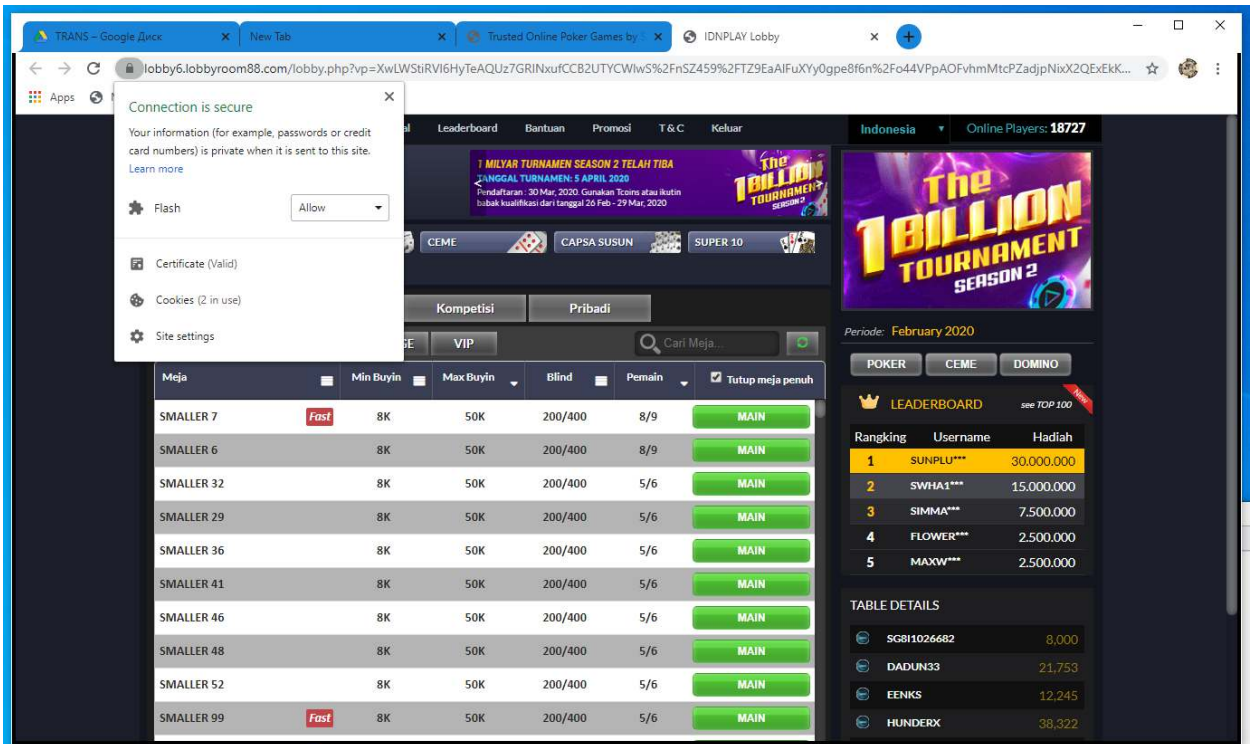 TRANS – Google Диск
New Tab
Trusted Online Poker Games by S
IDNPLAY Lobby
lobby6.lobbyroom88.com/lobby.php?vp=XwLWStiRVI6HyTeAQUz7GRINxufCCB2UTYCWIwS%2FnSZ459%2FTZ9EaAIFuXYy0gpe8f6n%2Fo44VPpAOFvhmMtcPZadjpNixX2QExEkK...
Apps
Connection is secure
Your information (for example, passwords or credit
card numbers) is private when it is sent to this site.
Learn more
Flash
Allow
Certificate (Valid)
Cookies (2 in use)
Site settings
al Leaderboard Bantuan Promosi T & C Keluar
Indonesia
Online Players: 18727
1 MILYAR TURNAMEN SEASON 2 TELAH TIBA
TANGGAL TURNAMEN: 5 APRIL 2020
Pendaftaran : 30 Mar, 2020. Gunakan Tcoins atau ikutin
babak kualifikasi dari tanggal 26 Feb - 29 Mar, 2020
The
1BILLION
TOURNAMENT
SEASON 2
CEME
CAPSA SUSUN
SUPER 10
The
1BILLION
TOURNAMENT
SEASON 2
Kompetisi
Pribadi
GE
VIP
Cari Meja...
Meja Min Buyin Max Buyin Blind Pemain Tutup meja penuh
SMALLER 7 Fast 8K 50K 200/400 8/9 MAIN
SMALLER 6 8K 50K 200/400 8/9 MAIN
SMALLER 32 8K 50K 200/400 5/6 MAIN
SMALLER 29 8K 50K 200/400 5/6 MAIN
SMALLER 36 8K 50K 200/400 5/6 MAIN
SMALLER 41 8K 50K 200/400 5/6 MAIN
SMALLER 46 8K 50K 200/400 5/6 MAIN
SMALLER 48 8K 50K 200/400 5/6 MAIN
SMALLER 52 8K 50K 200/400 5/6 MAIN
SMALLER 99 Fast 8K 50K 200/400 5/6 MAIN
Periode: February 2020
POKER CEME DOMINO
LEADERBOARD see TOP 100 New
Rangking Username Hadiah
1 SUNPLU*** 30.000.000
2 SWHA1*** 15.000.000
3 SIMMA*** 7.500.000
4 FLOWER*** 2.500.000
5 MAXW*** 2.500.000
TABLE DETAILS
SG8I1026682 8,000
DADUN33 21,753
EENKS 12,245
HUNDERX 38,322